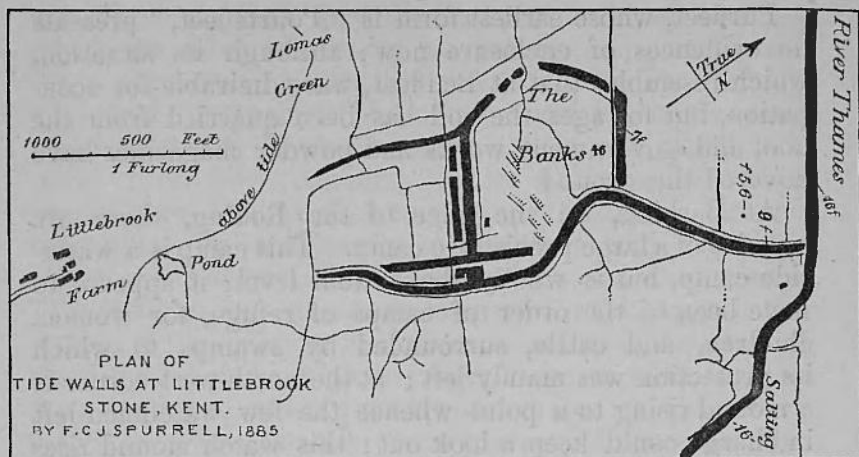 Lomas
Green
above tide
1000 500 Feet
1 Furlong
Littlebrook
Farm
Pond
The
Banks
True
N
River Thames
Salting
PLAN OF
TIDE WALLS AT LITTLEBROOK
STONE, KENT.
BY F.C.J.SPURRELL, 1885